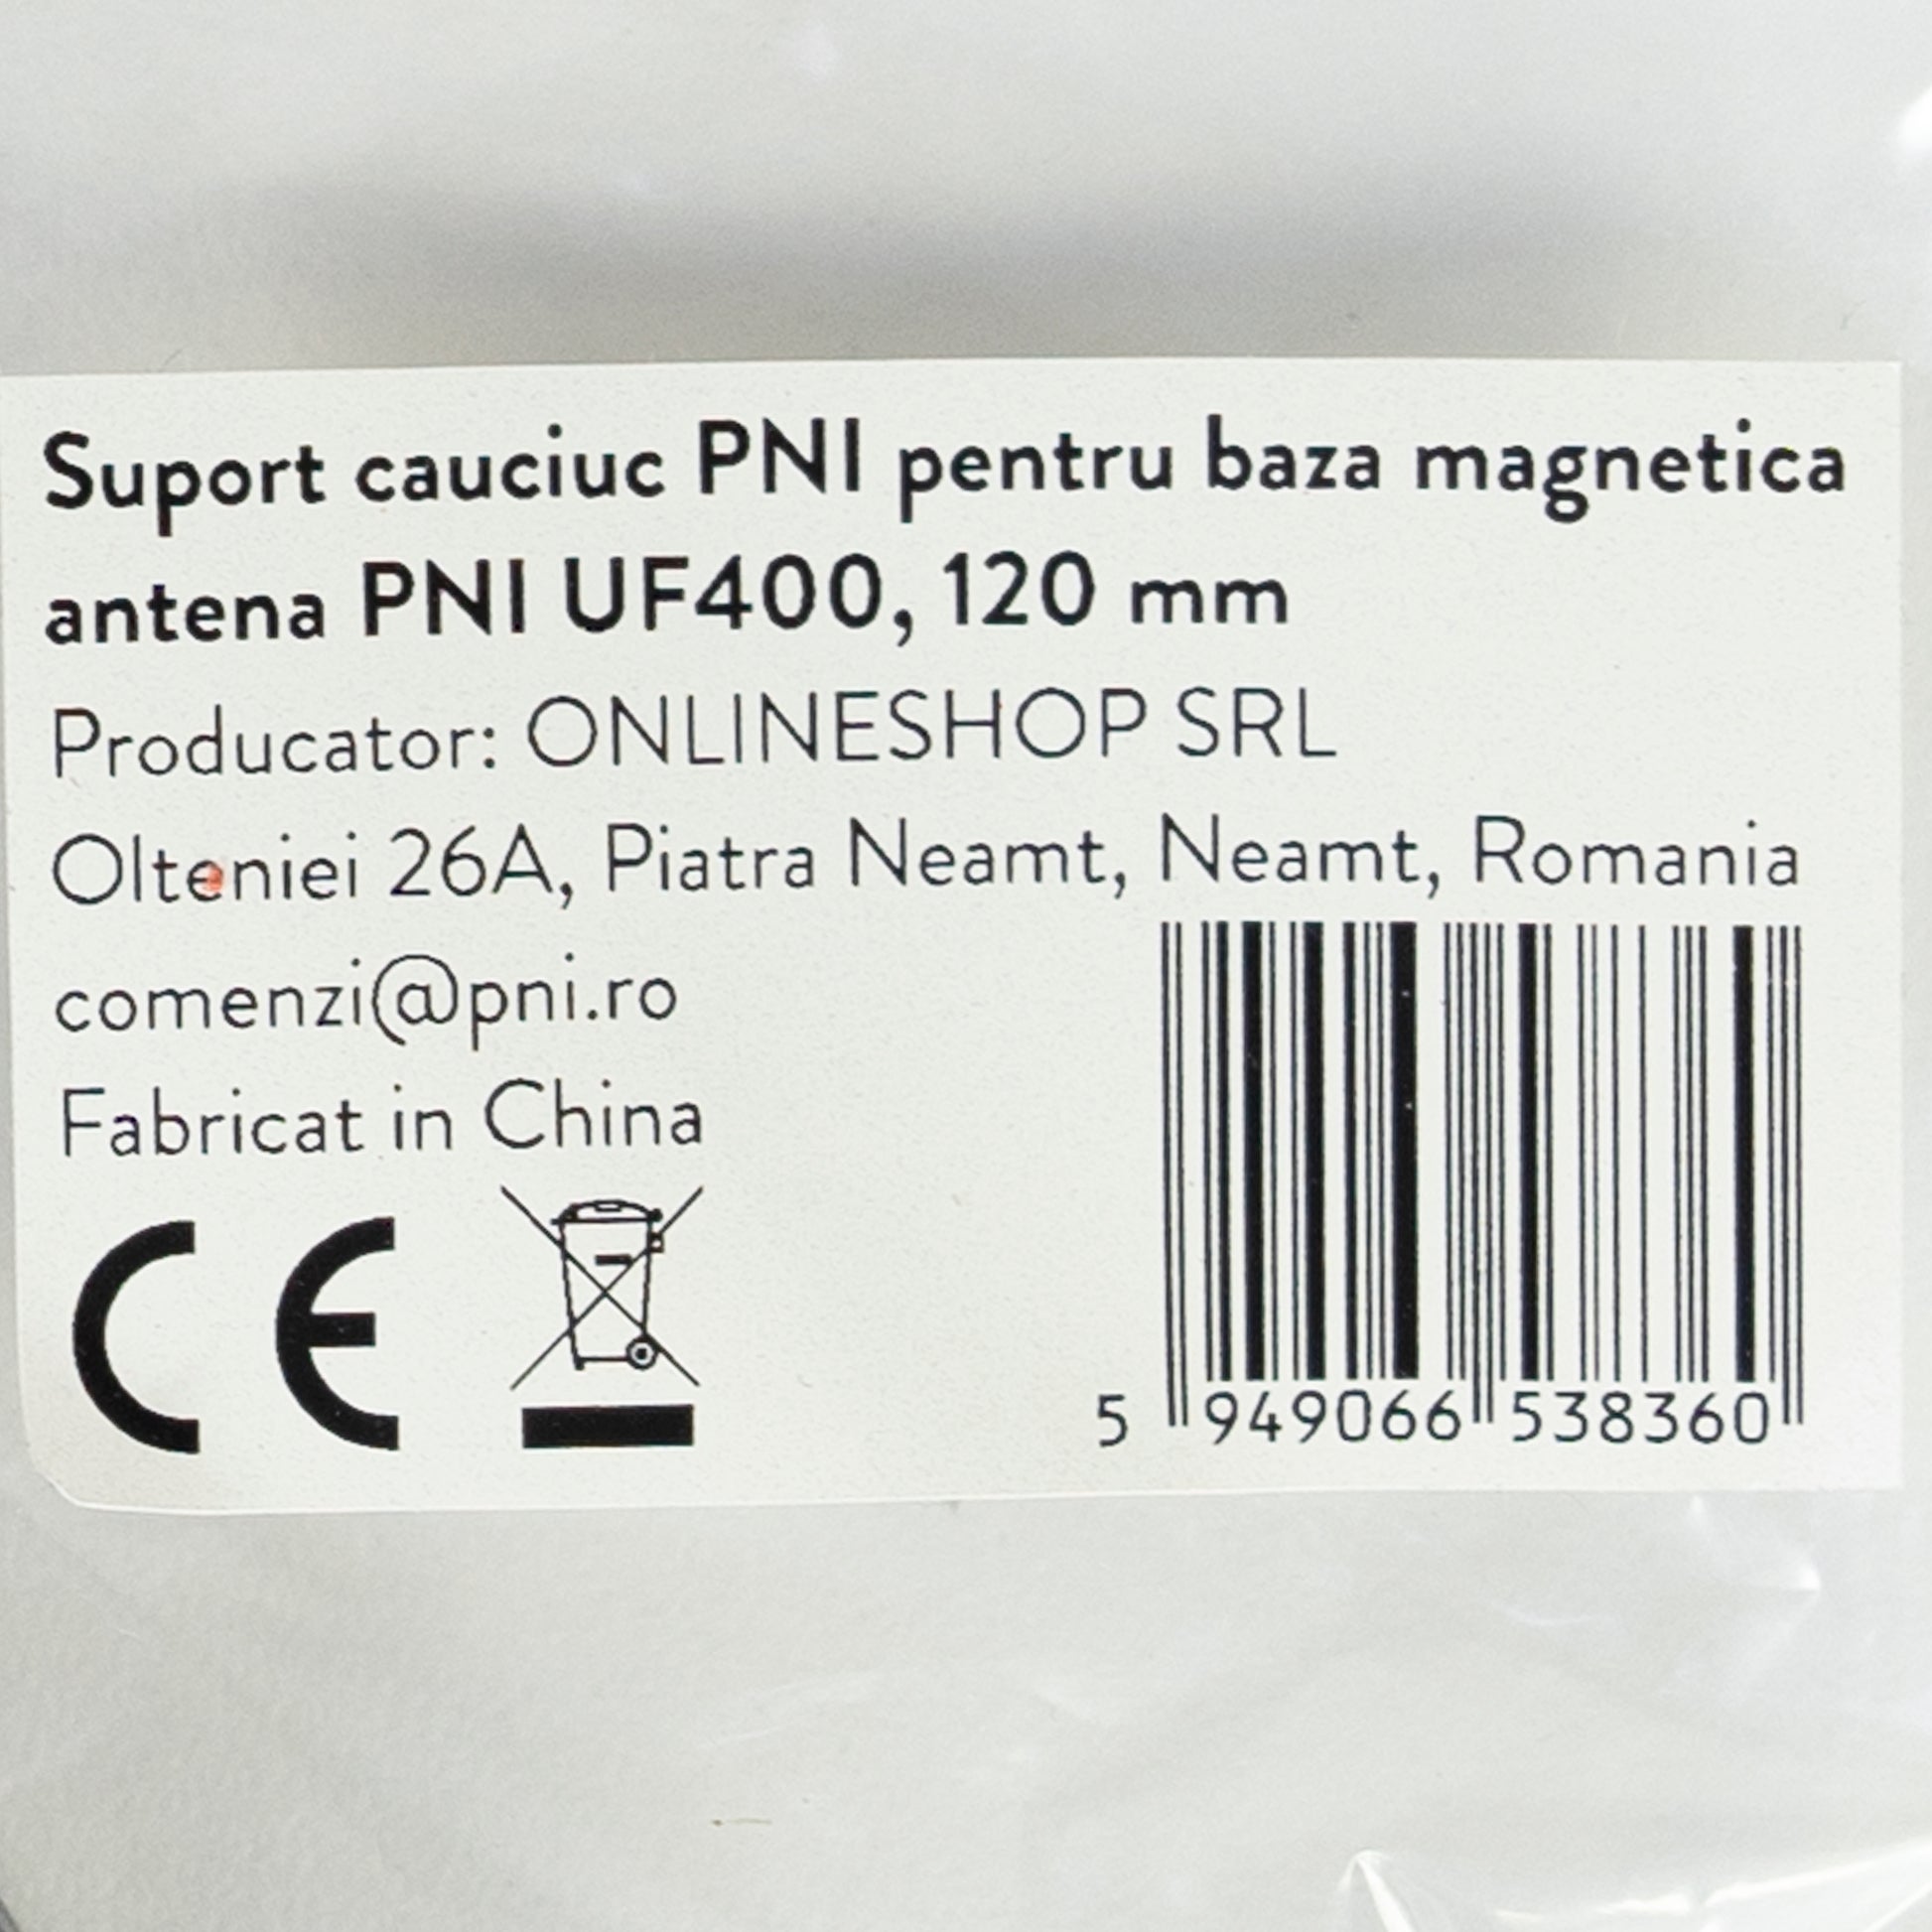 Suport cauciuc PNI pentru baza magnetica
antena PNI UF400, 120 mm
Producator: ONLINESHOP SRL
Olteniei 26A, Piatra Neamt, Neamt, Romania
comenzi@pni.ro
Fabricat in China
CE
5 949066 538360